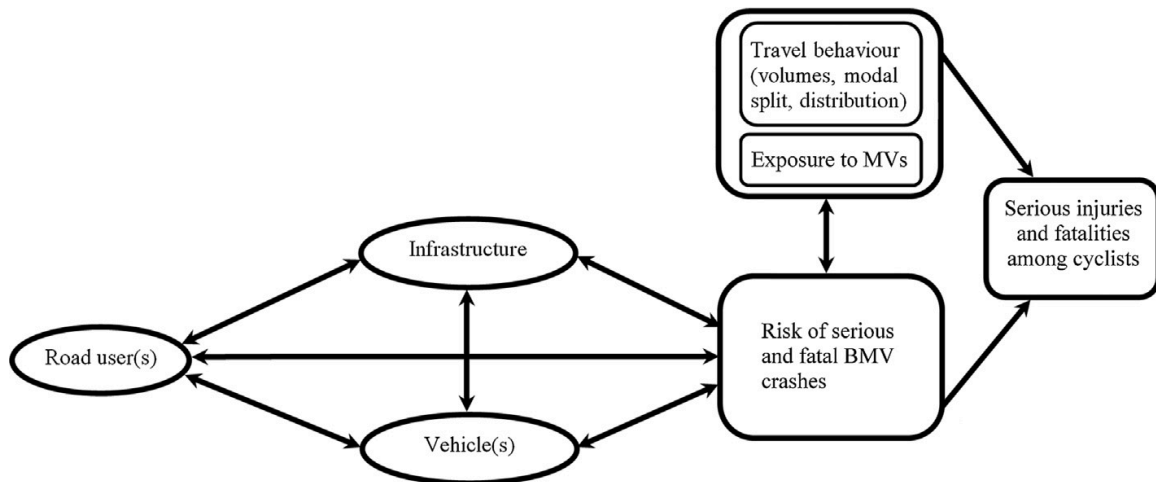 Travel behaviour
(volumes, modal
split, distribution)
Exposure to MVs
Serious injuries
and fatalities
among cyclists
Infrastructure
Road user(s)
Risk of serious
and fatal BMV
crashes
Vehicle(s)